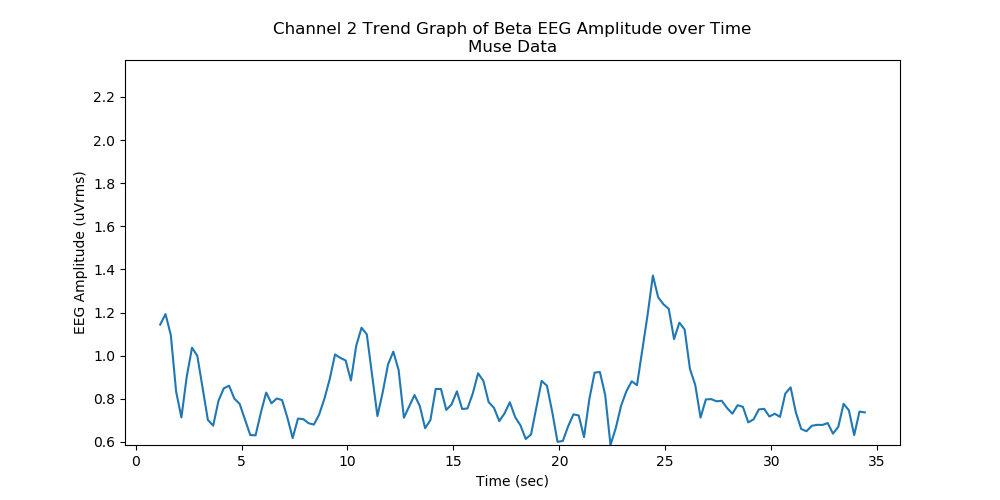 Channel 2 Trend Graph of Beta EEG Amplitude over Time
Muse Data
EEG Amplitude (uVrms)
2.2
2.0
1.8
1.6
1.4
1.2
1.0
0.8
0.6
0 5 10 15 20 25 30 35
Time (sec)